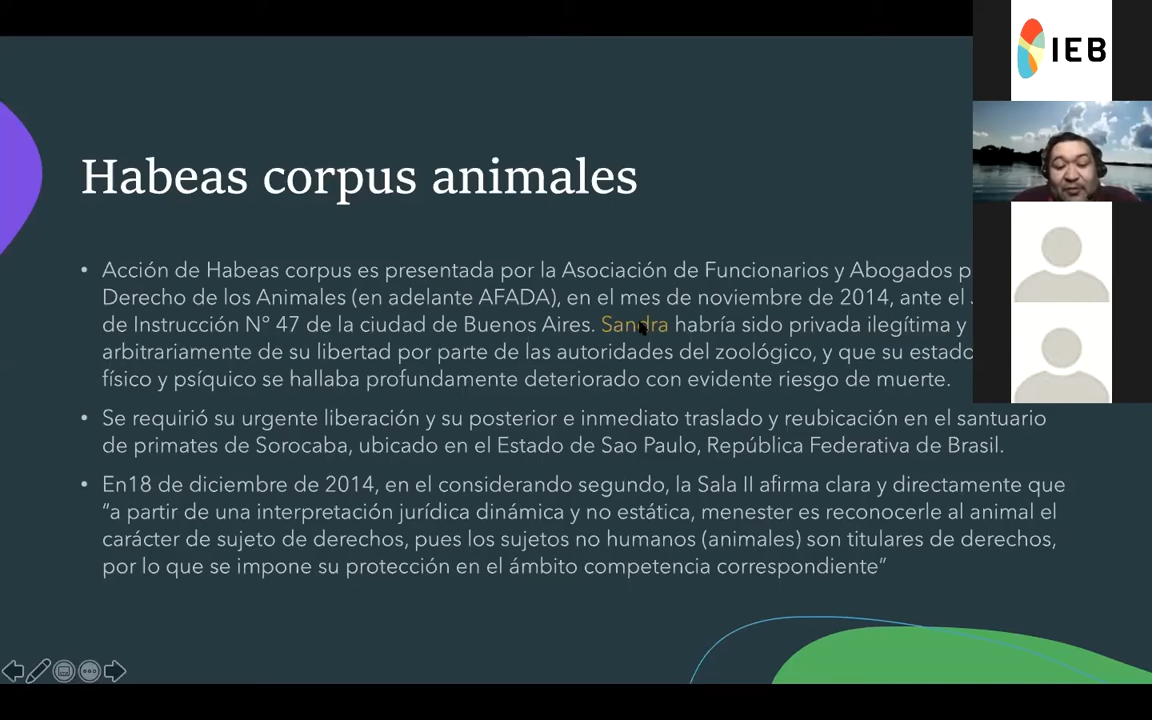 IEB
Habeas corpus animales
• Acción de Habeas corpus es presentada por la Asociación de Funcionarios y Abogados p
Derecho de los Animales (en adelante AFADA), en el mes de noviembre de 2014, ante el
de Instrucción Nº 47 de la ciudad de Buenos Aires. Sandra habría sido privada ilegítima y
arbitrariamente de su libertad por parte de las autoridades del zoológico, y que su estado
físico y psíquico se hallaba profundamente deteriorado con evidente riesgo de muerte.
• Se requirió su urgente liberación y su posterior e inmediato traslado y reubicación en el santuario
de primates de Sorocaba, ubicado en el Estado de Sao Paulo, República Federativa de Brasil.
• En18 de diciembre de 2014, en el considerando segundo, la Sala II afirma clara y directamente que
“a partir de una interpretación jurídica dinámica y no estática, menester es reconocerle al animal el
carácter de sujeto de derechos, pues los sujetos no humanos (animales) son titulares de derechos,
por lo que se impone su protección en el ámbito competencia correspondiente”